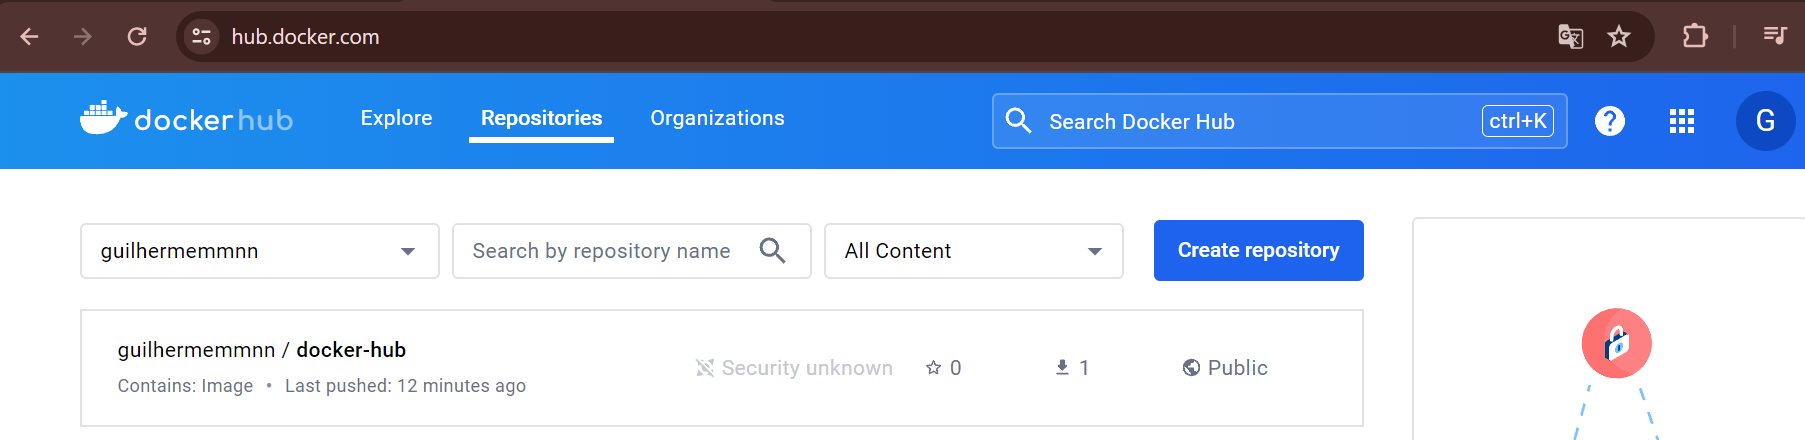 hub.docker.com
docker hub Explore Repositories Organizations Search Docker Hub ctrl+K ? G
guilhermemmnn Search by repository name All Content Create repository
guilhermemmnn / docker-hub
Security unknown 0 1 Public
Contains: Image • Last pushed: 12 minutes ago